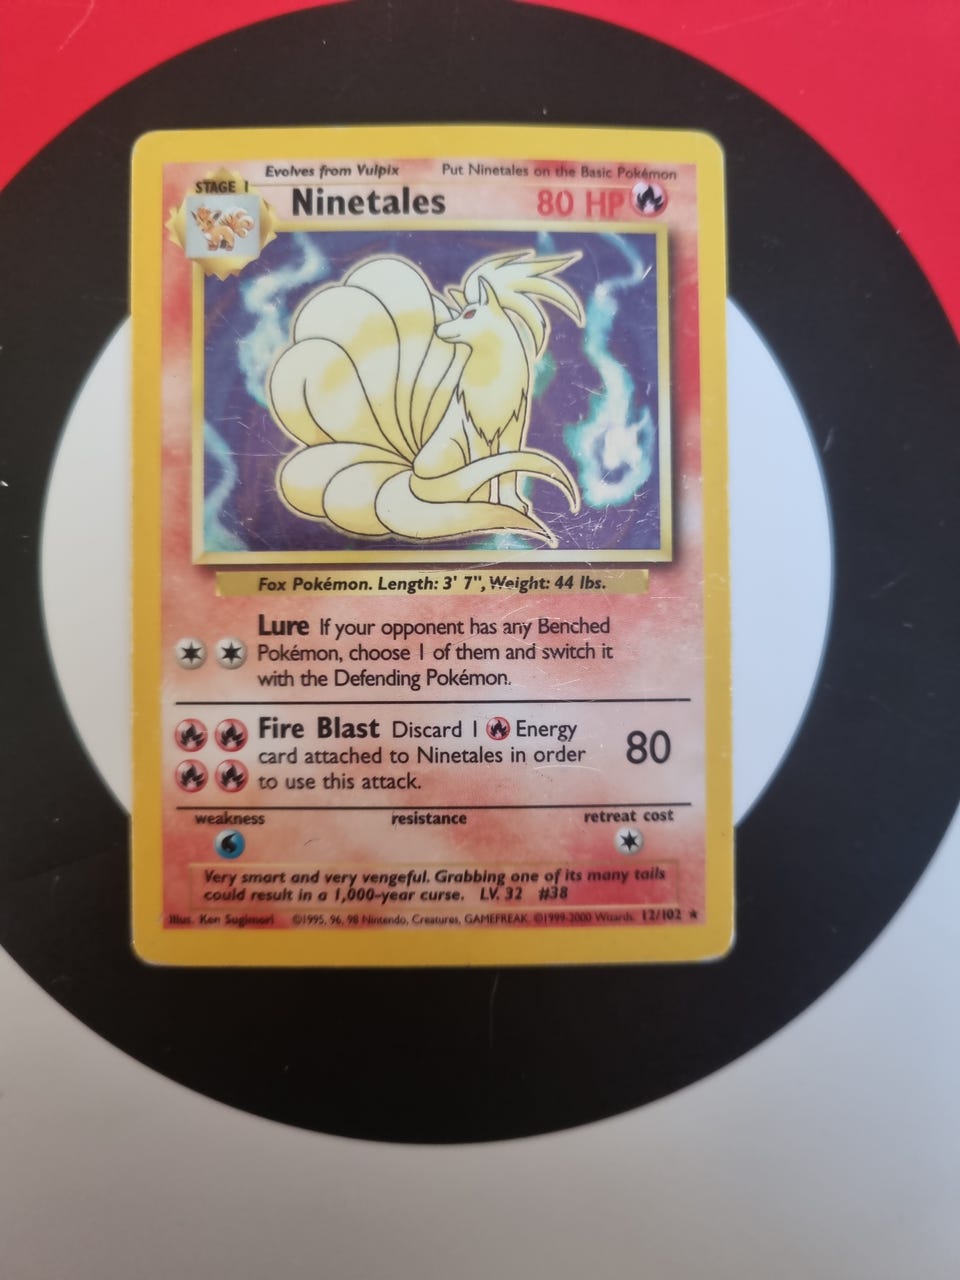 Evolves from Vulpix Put Ninetales on the Basic Pokémon
STAGE 1
Ninetales 80 HP
Fox Pokémon. Length: 3' 7", Weight: 44 lbs.
Lure If your opponent has any Benched
Pokémon, choose 1 of them and switch it
with the Defending Pokémon.
Fire Blast Discard 1 Energy
card attached to Ninetales in order
to use this attack.
80
weakness resistance retreat cost
Very smart and very vengeful. Grabbing one of its many tails
could result in a 1,000-year curse. LV. 32 #38
Illus. Ken Sugimori ©1995, 96, 98 Nintendo, Creatures, GAMEFREAK. ©1999-2000 Wizards. 12/102 ★